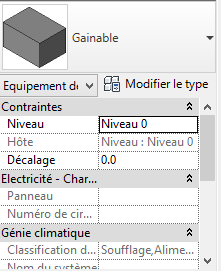 Gainable
Equipement de
Modifier le type
Contraintes
Niveau Niveau 0
Hôte Niveau : Niveau 0
Décalage 0.0
Electricité - Char...
Panneau
Numéro de cir...
Génie climatique
Classification d... Soufflage,Alime...
Nom du système